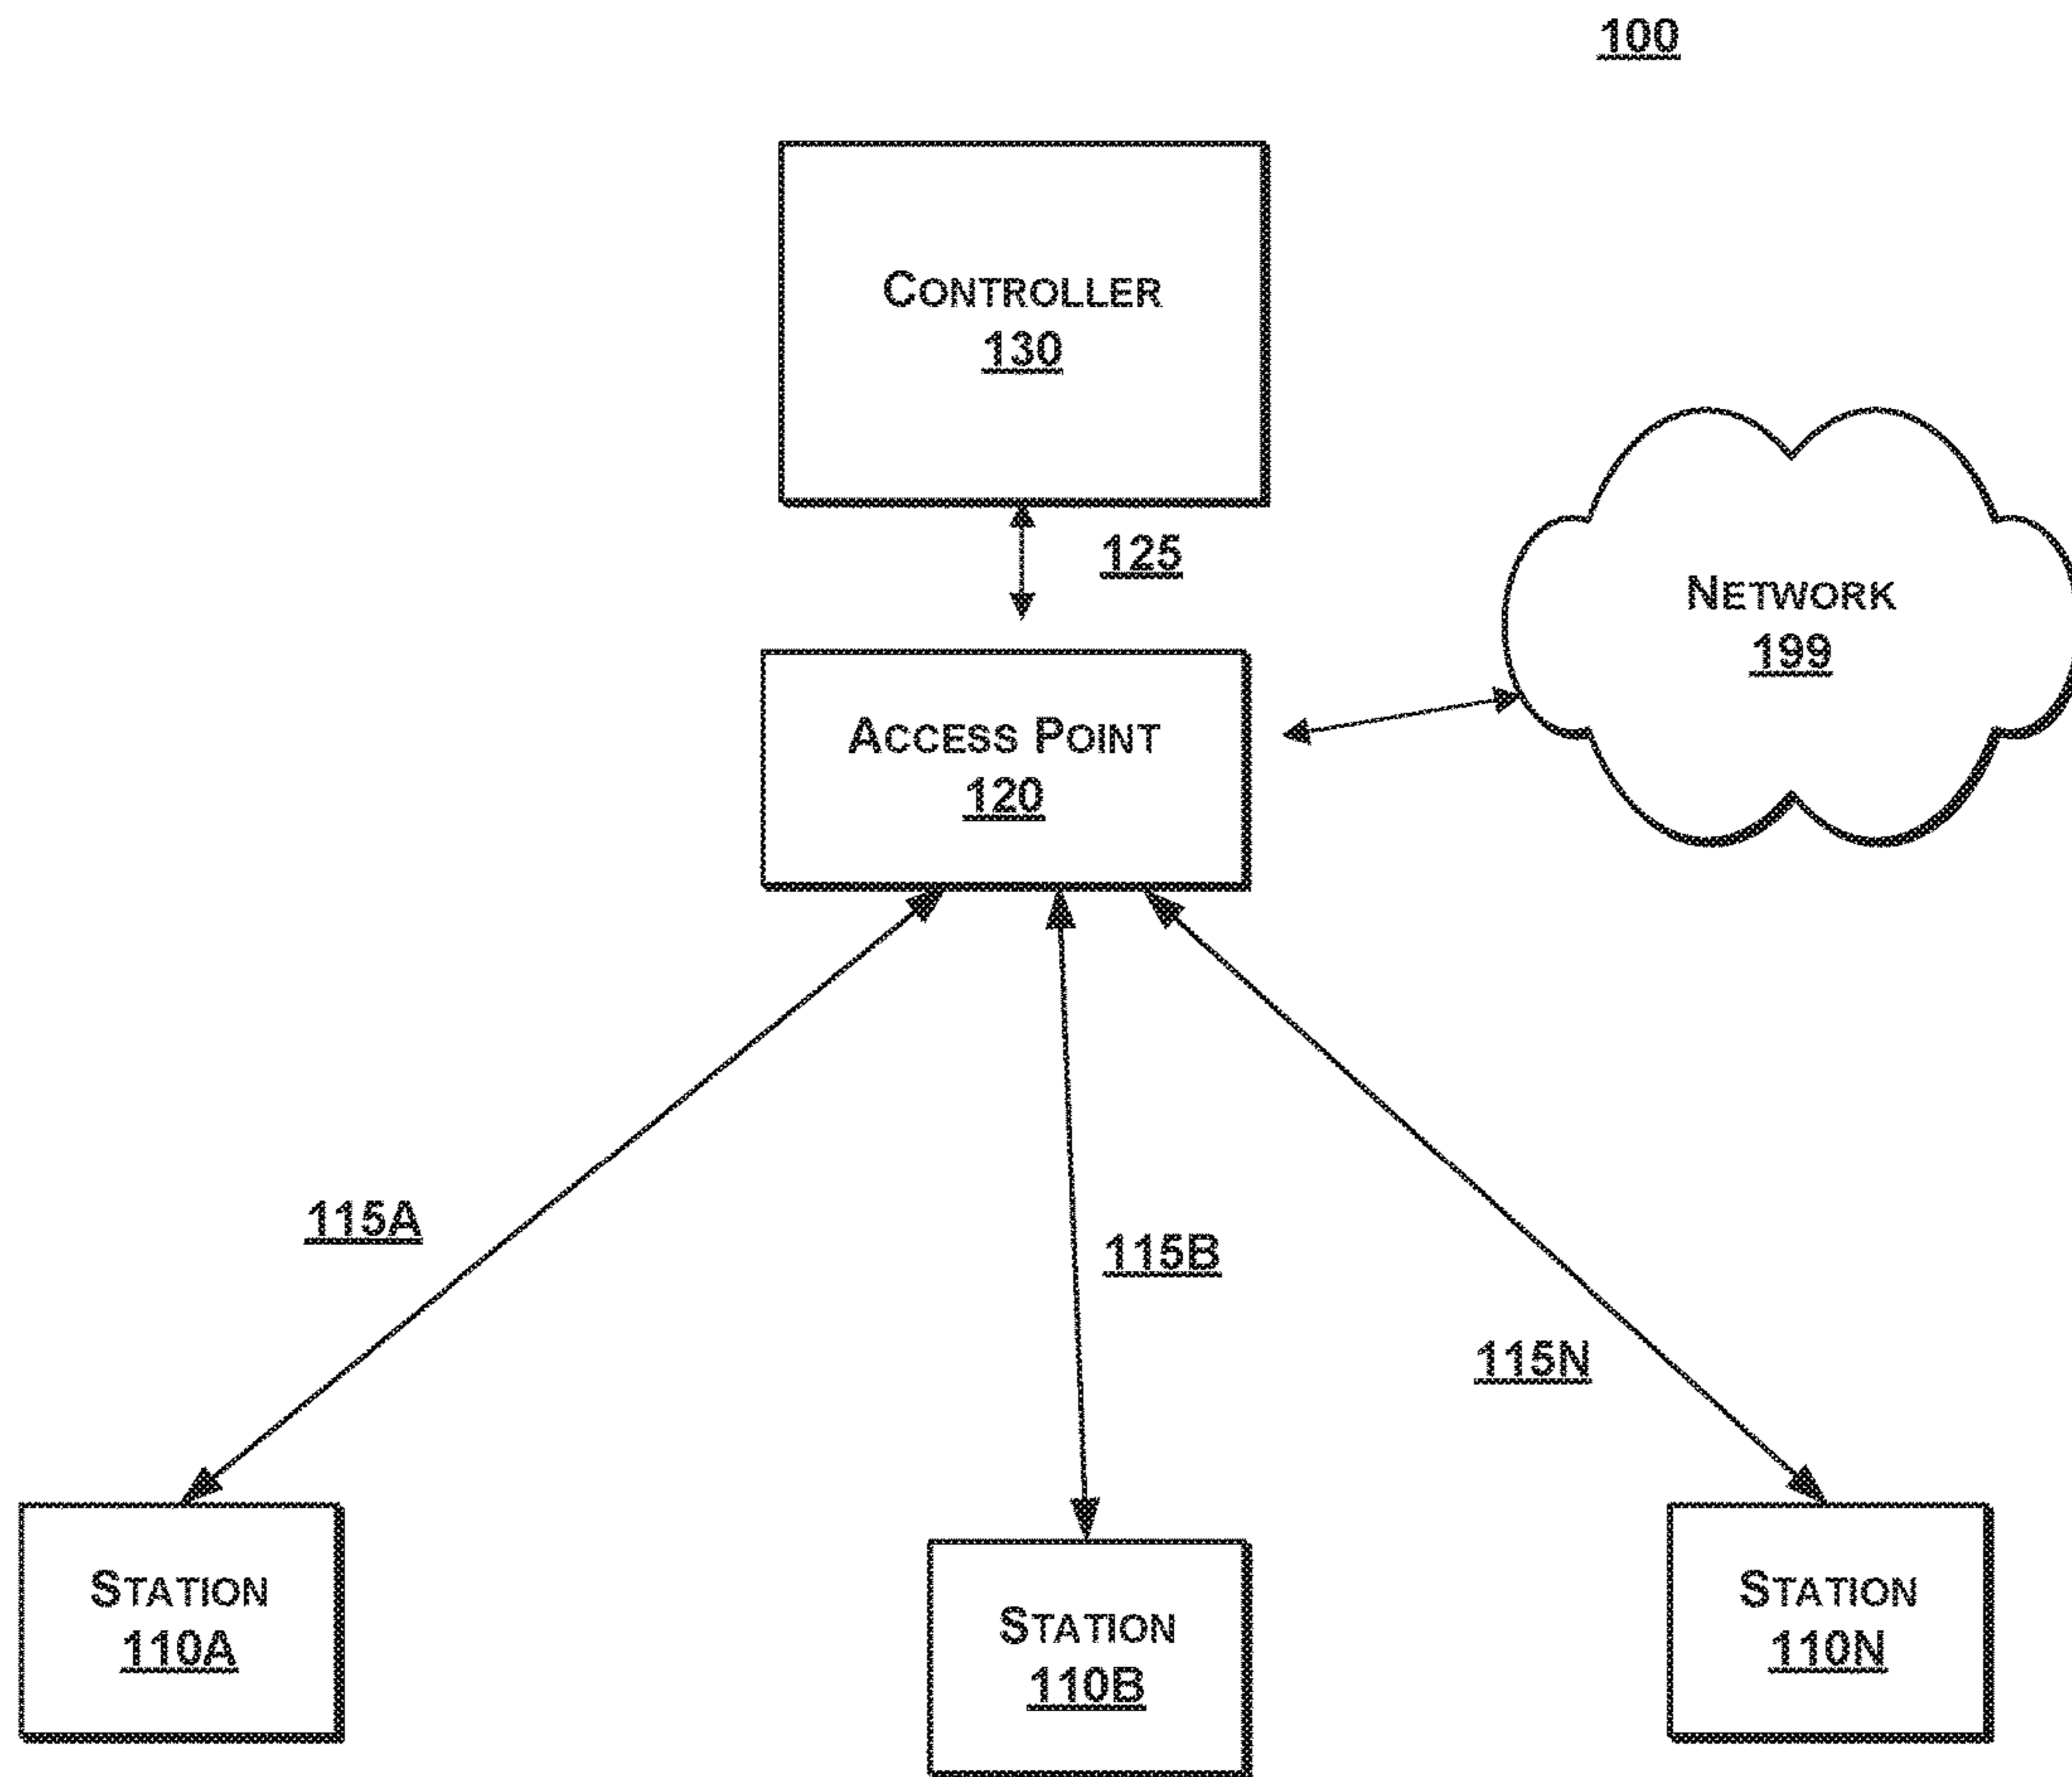 100
CONTROLLER
130
125
NETWORK
199
ACCESS POINT
120
115A
115B
115N
STATION
110A
STATION
110B
STATION
110N